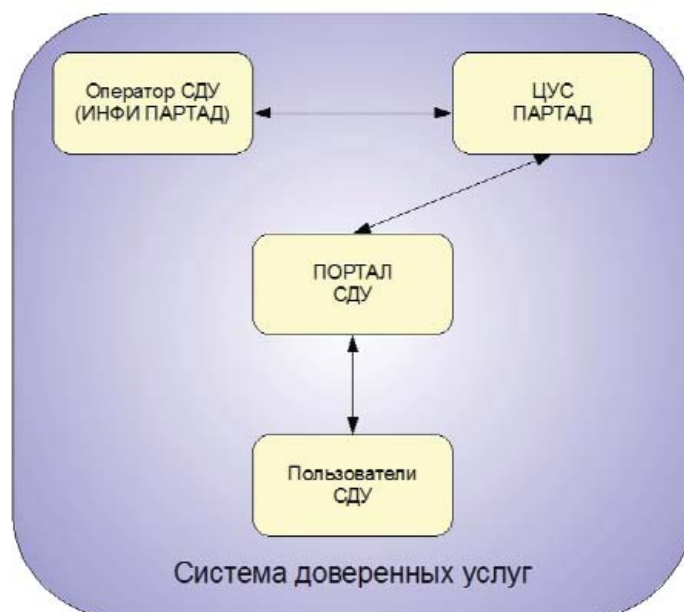 Оператор СДУ
(ИНФИ ПАРТАД)
ЦУС
ПАРТАД
ПОРТАЛ
СДУ
Пользователи
СДУ
Система доверенных услуг